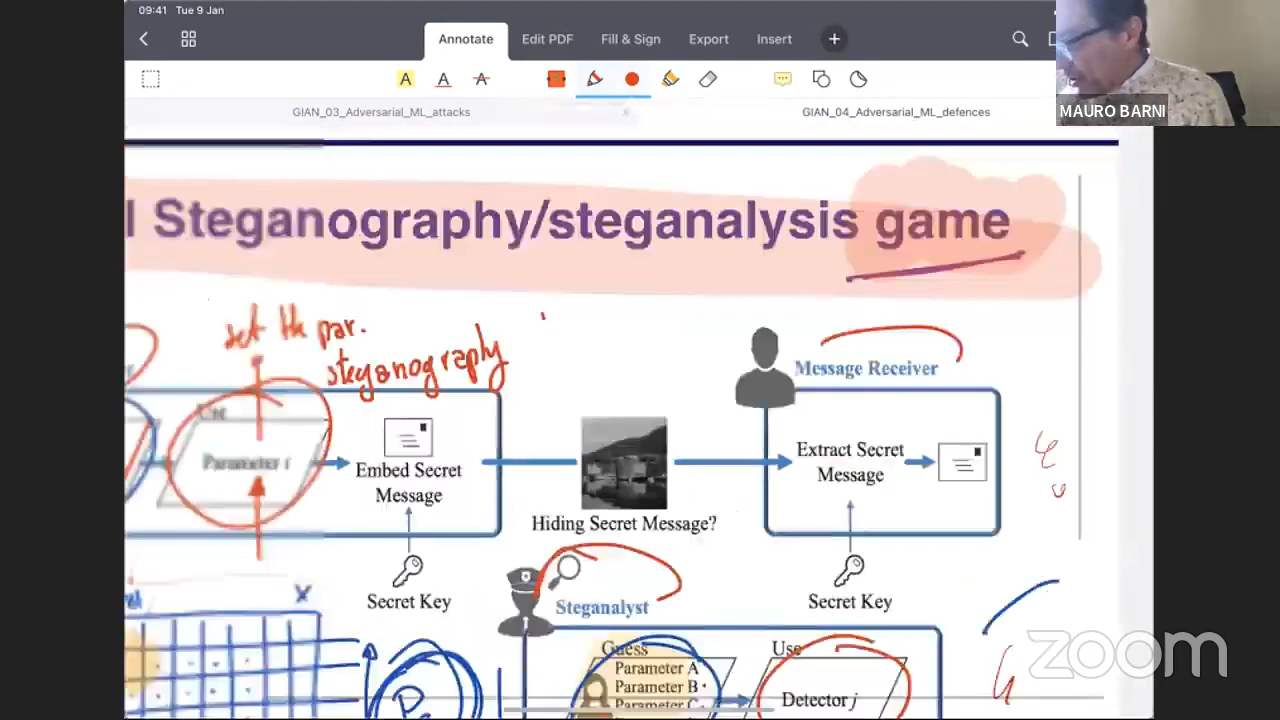 09:41 Tue 9 Jan
Annotate Edit PDF Fill & Sign Export Insert
GIAN_03_Adversarial_ML_attacks
GIAN_04_Adversarial_ML_defences
MAURO BARNI
l Steganography/steganalysis game
set the par.
steganography
Message Receiver
Use
Parameter i
Embed Secret
Message
Extract Secret
Message
Hiding Secret Message?
Secret Key
Secret Key
Steganalyst
x
Guess
Parameter A
Parameter B
Parameter C
Use
Detector j
zoom